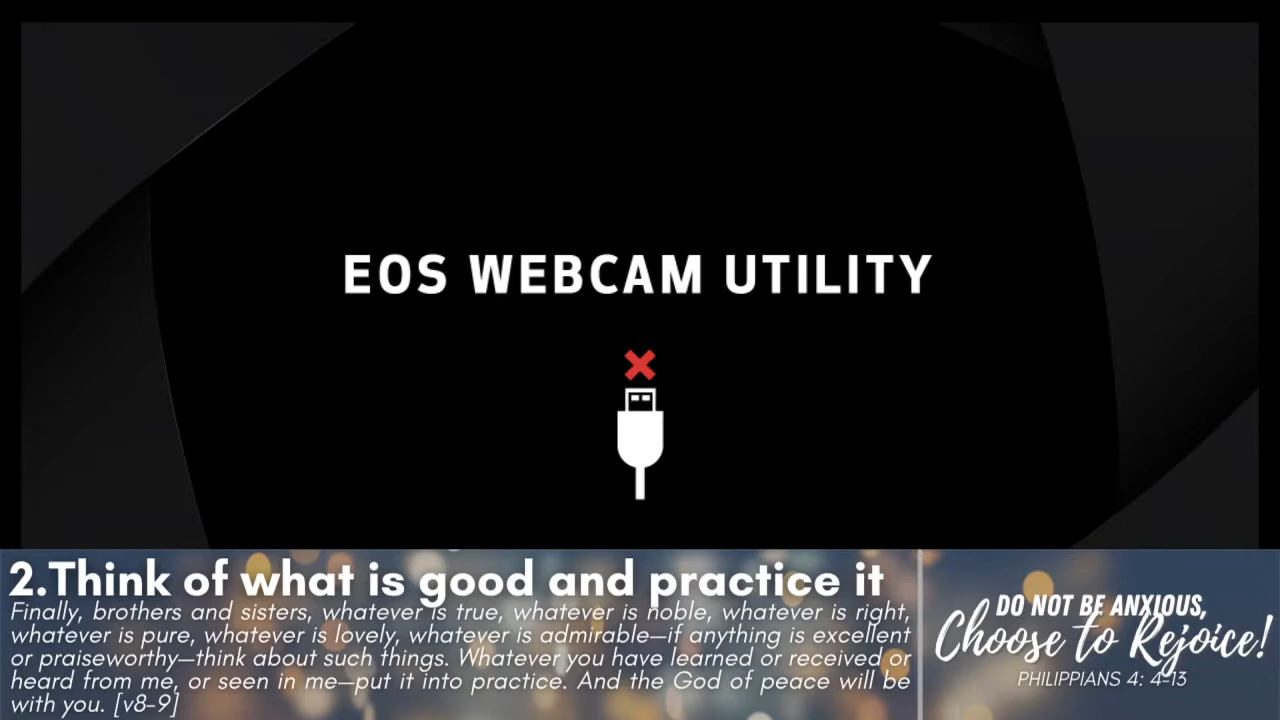 EOS WEBCAM UTILITY
2.Think of what is good and practice it
Finally, brothers and sisters, whatever is true, whatever is noble, whatever is right,
whatever is pure, whatever is lovely, whatever is admirable—if anything is excellent
or praiseworthy—think about such things. Whatever you have learned or received or
heard from me, or seen in me—put it into practice. And the God of peace will be
with you. [v8-9]
DO NOT BE ANXIOUS,
Choose to Rejoice!
PHILIPPIANS 4: 4-13